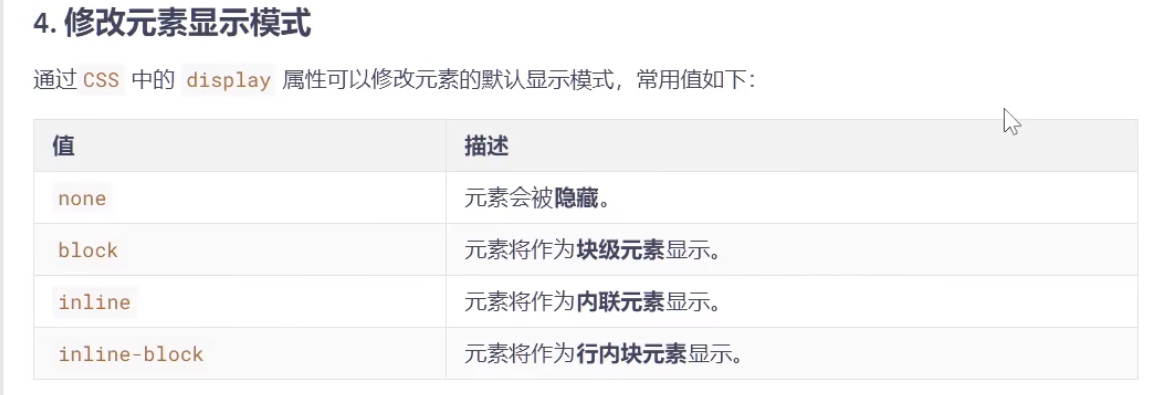 4. 修改元素显示模式
通过 CSS 中的 display 属性可以修改元素的默认显示模式，常用值如下：
值 描述
none 元素会被隐藏。
block 元素将作为块级元素显示。
inline 元素将作为内联元素显示。
inline-block 元素将作为行内块元素显示。